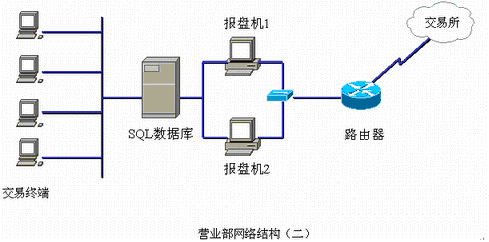 报盘机1
交易所
SQL数据库
路由器
报盘机2
交易终端
营业部网络结构（二）